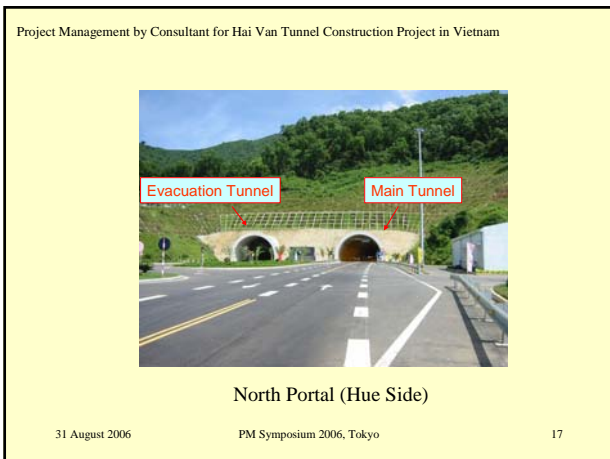 Project Management by Consultant for Hai Van Tunnel Construction Project in Vietnam
Evacuation Tunnel
Main Tunnel
North Portal (Hue Side)
31 August 2006
PM Symposium 2006, Tokyo
17